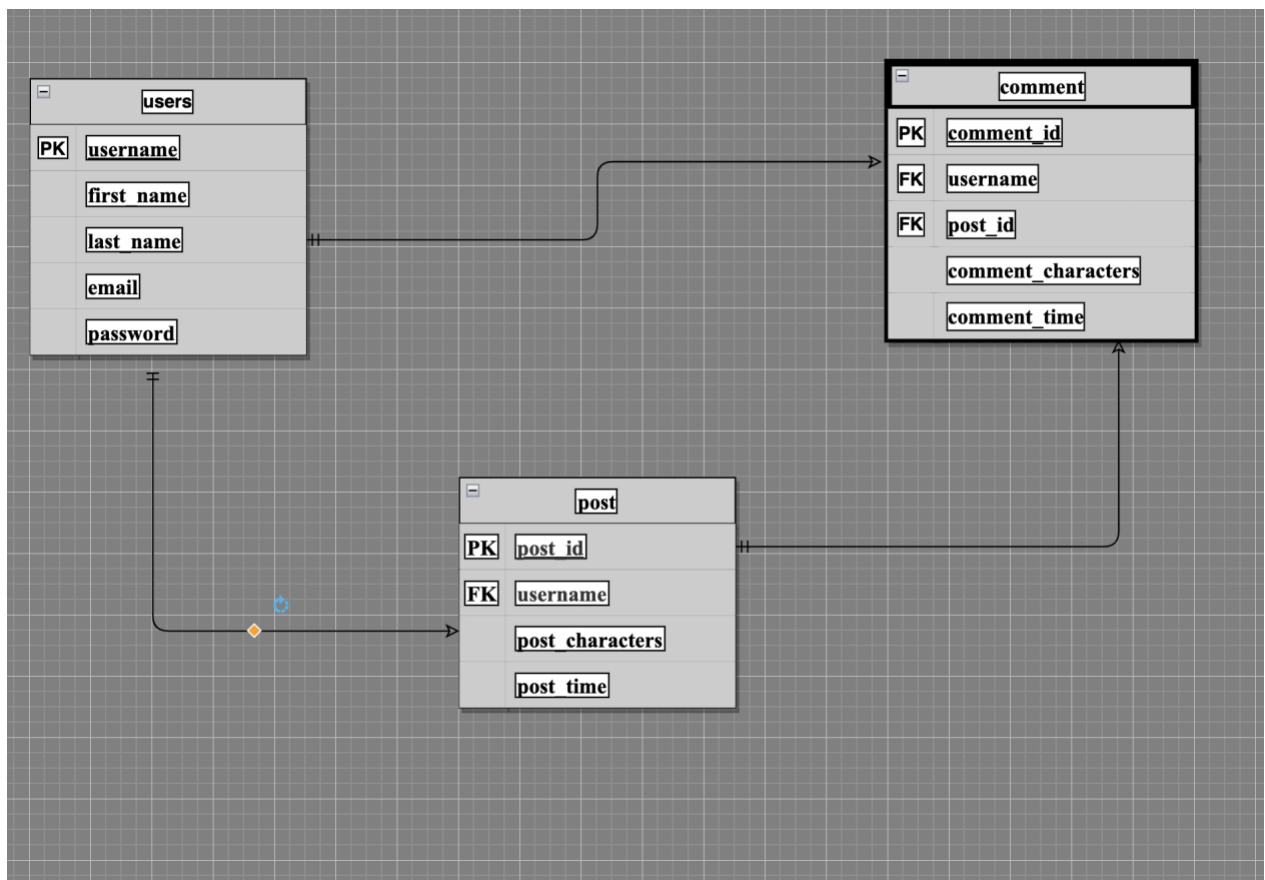 users
PK username
first_name
last_name
email
password
comment
PK comment_id
FK username
FK post_id
comment_characters
comment_time
post
PK post_id
FK username
post_characters
post_time